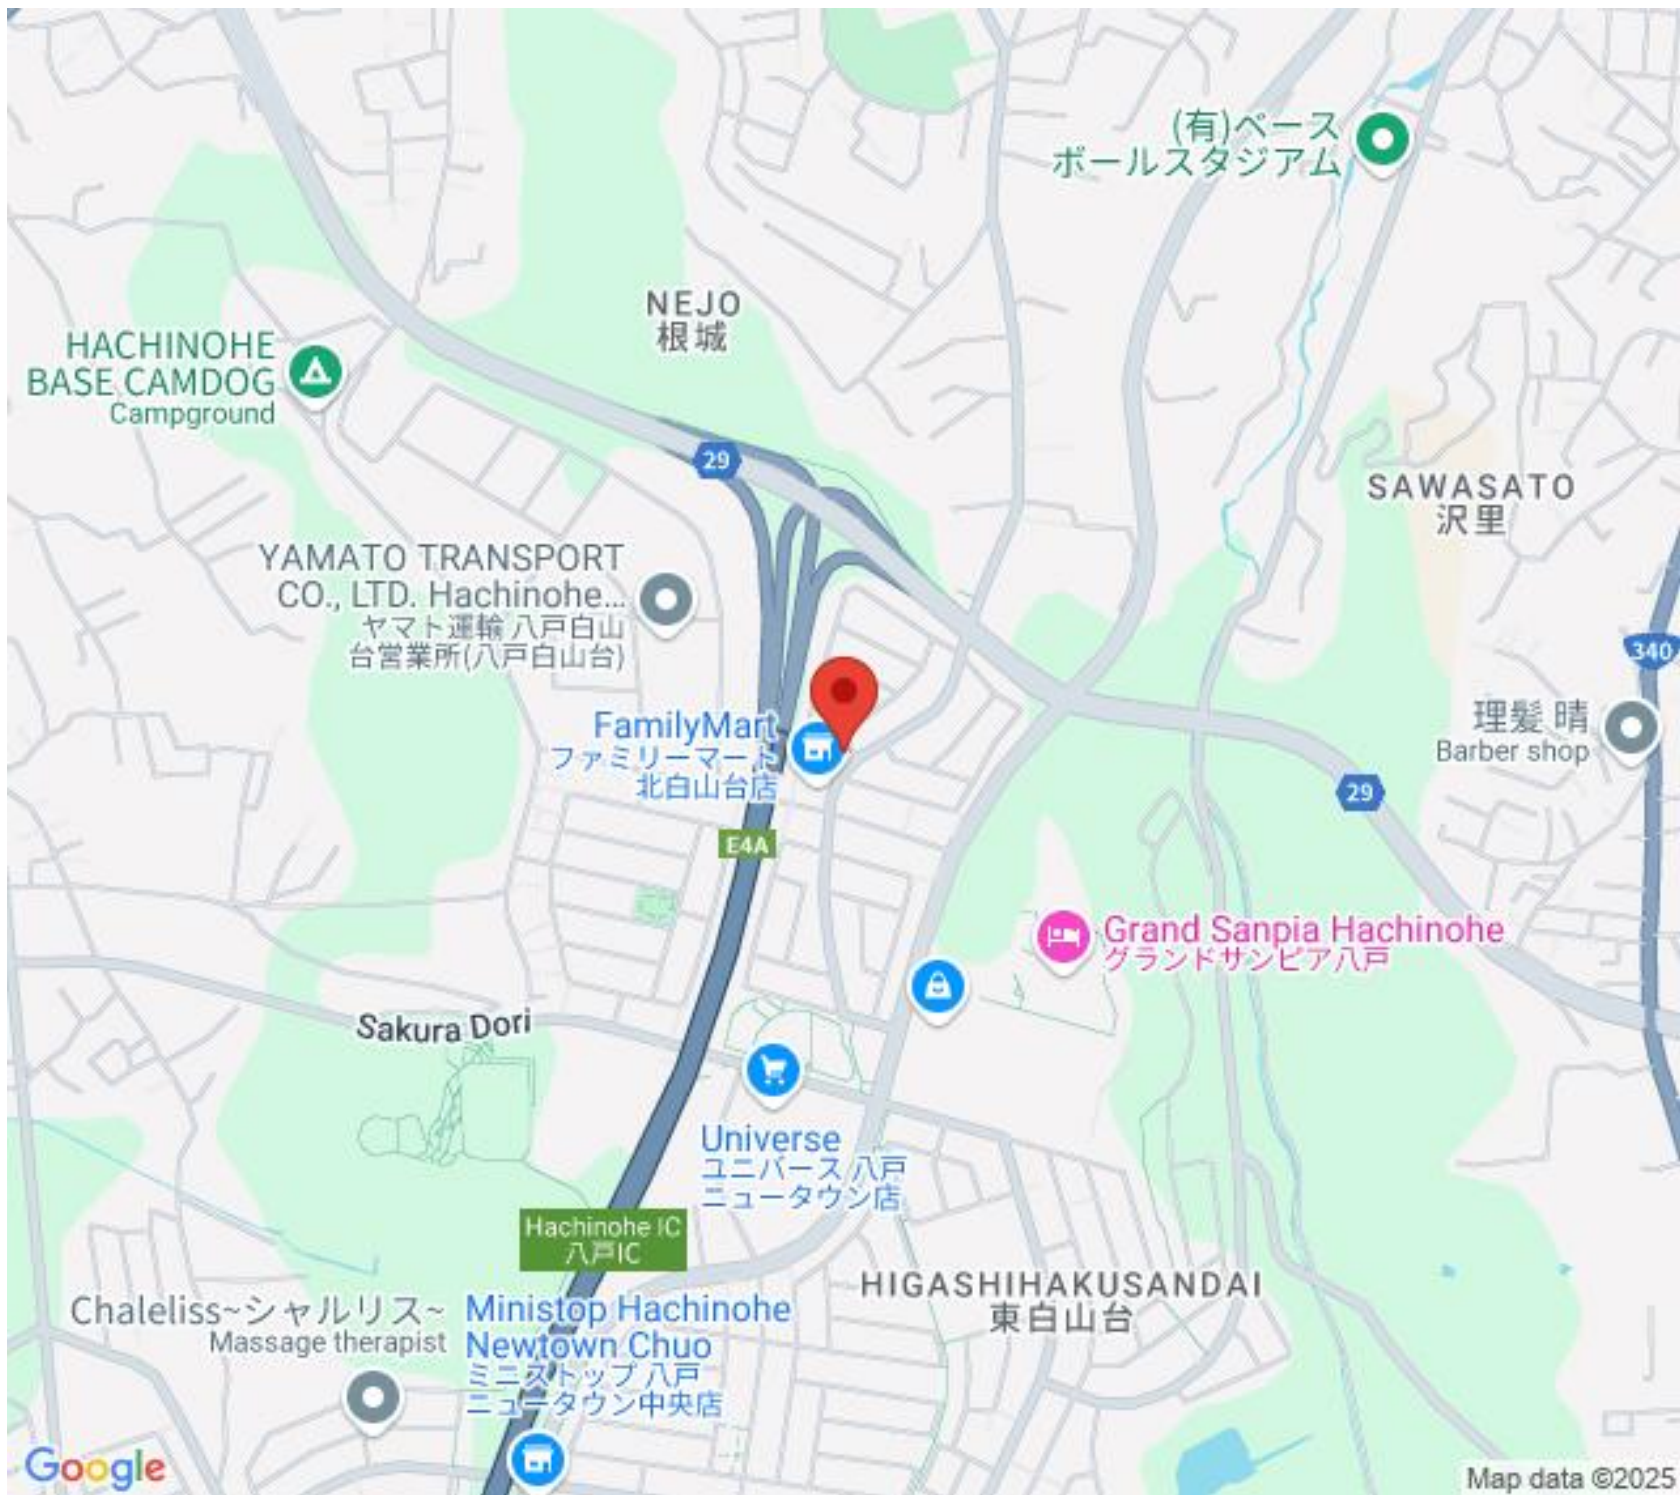 (有)ベース
ボールスタジアム
NEJO
根城
HACHINOHE
BASE CAMDOG
Campground
29
SAWASATO
沢里
YAMATO TRANSPORT
CO., LTD. Hachinohe...
ヤマト運輸 八戸白山
台営業所(八戸白山台)
340
理髪 晴
Barber shop
FamilyMart
ファミリーマート
北白山台店
29
E4A
Grand Sanpia Hachinohe
グランドサンピア八戸
Sakura Dori
Universe
ユニバース 八戸
ニュータウン店
Hachinohe IC
八戸IC
HIGASHIHAKUSANDAI
東白山台
Chaleliss~シャルリス~
Massage therapist
Ministop Hachinohe
Newtown Chuo
ミニストップ 八戸
ニュータウン中央店
Google
Map data ©2025